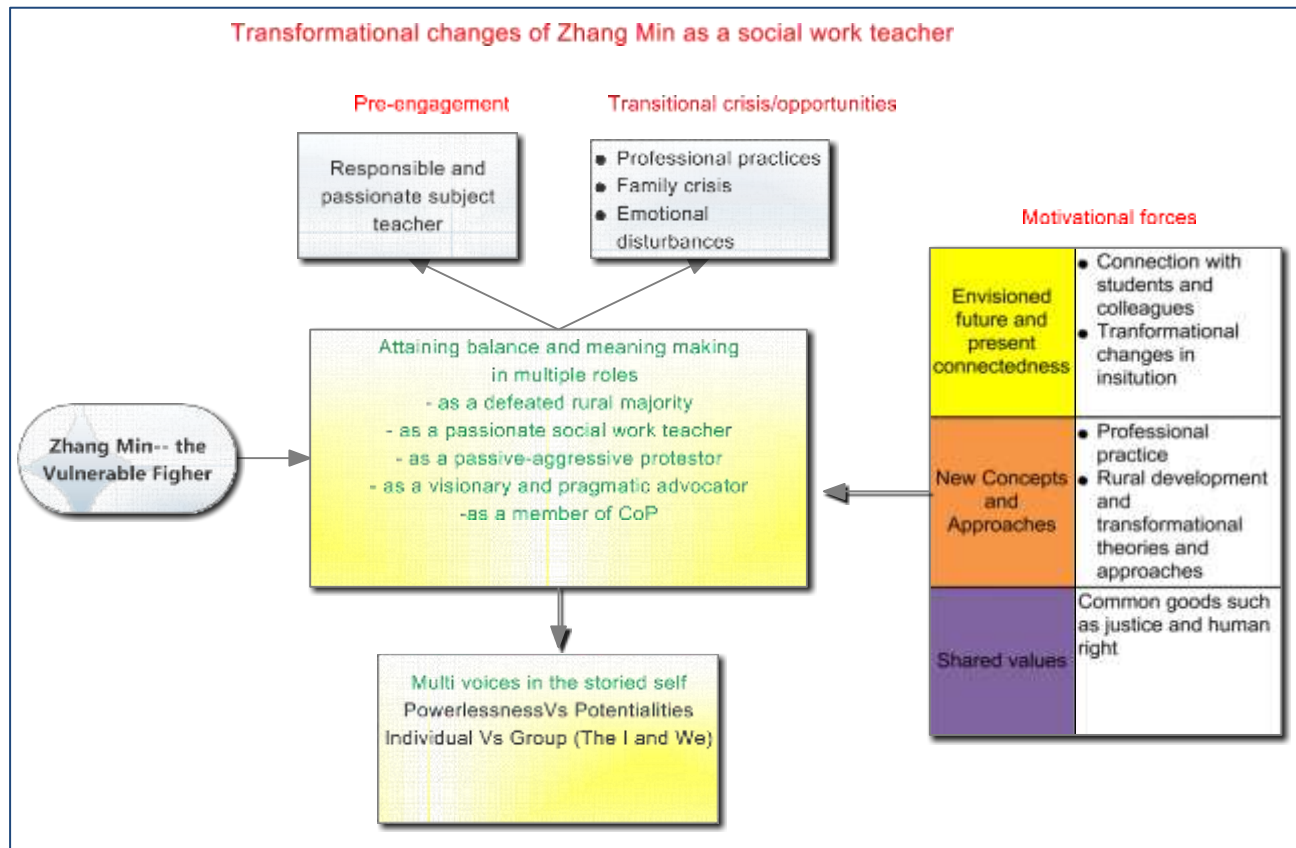 Transformational changes of Zhang Min as a social work teacher
Pre-engagement
Responsible and
passionate subject
teacher
Transitional crisis/opportunities
● Professional practices
● Family crisis
● Emotional
disturbances
Motivational forces
Envisioned
future and
present
connectedness
● Connection with
students and
colleagues
● Tranformational
changes in
insitution
New Concepts
and
Approaches
● Professional
practice
● Rural development
and
transformational
theories and
approaches
Shared values
Common goods such
as justice and human
right
Zhang Min-- the
Vulnerable Figher
Attaining balance and meaning making
in multiple roles
- as a defeated rural majority
- as a passionate social work teacher
- as a passive-aggressive protestor
- as a visionary and pragmatic advocator
-as a member of CoP
Multi voices in the storied self
PowerlessnessVs Potentialities
Individual Vs Group (The I and We)